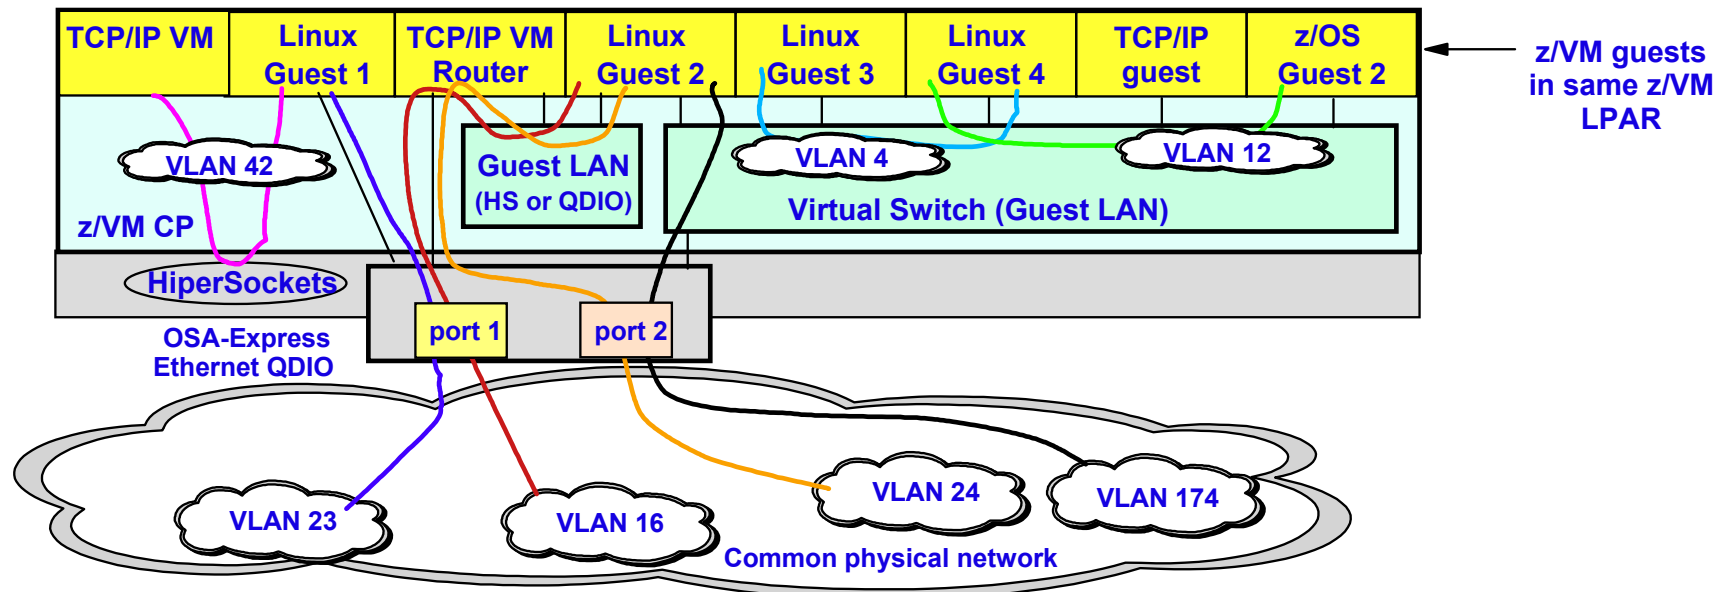 TCP/IP VM
Linux
Guest 1
TCP/IP VM
Router
Linux
Guest 2
Linux
Guest 3
Linux
Guest 4
TCP/IP
guest
z/OS
Guest 2
z/VM guests
in same z/VM
LPAR
VLAN 42
Guest LAN
(HS or QDIO)
VLAN 4
VLAN 12
Virtual Switch (Guest LAN)
z/VM CP
HiperSockets
OSA-Express
Ethernet QDIO
port 1
port 2
VLAN 23
VLAN 16
VLAN 24
VLAN 174
Common physical network